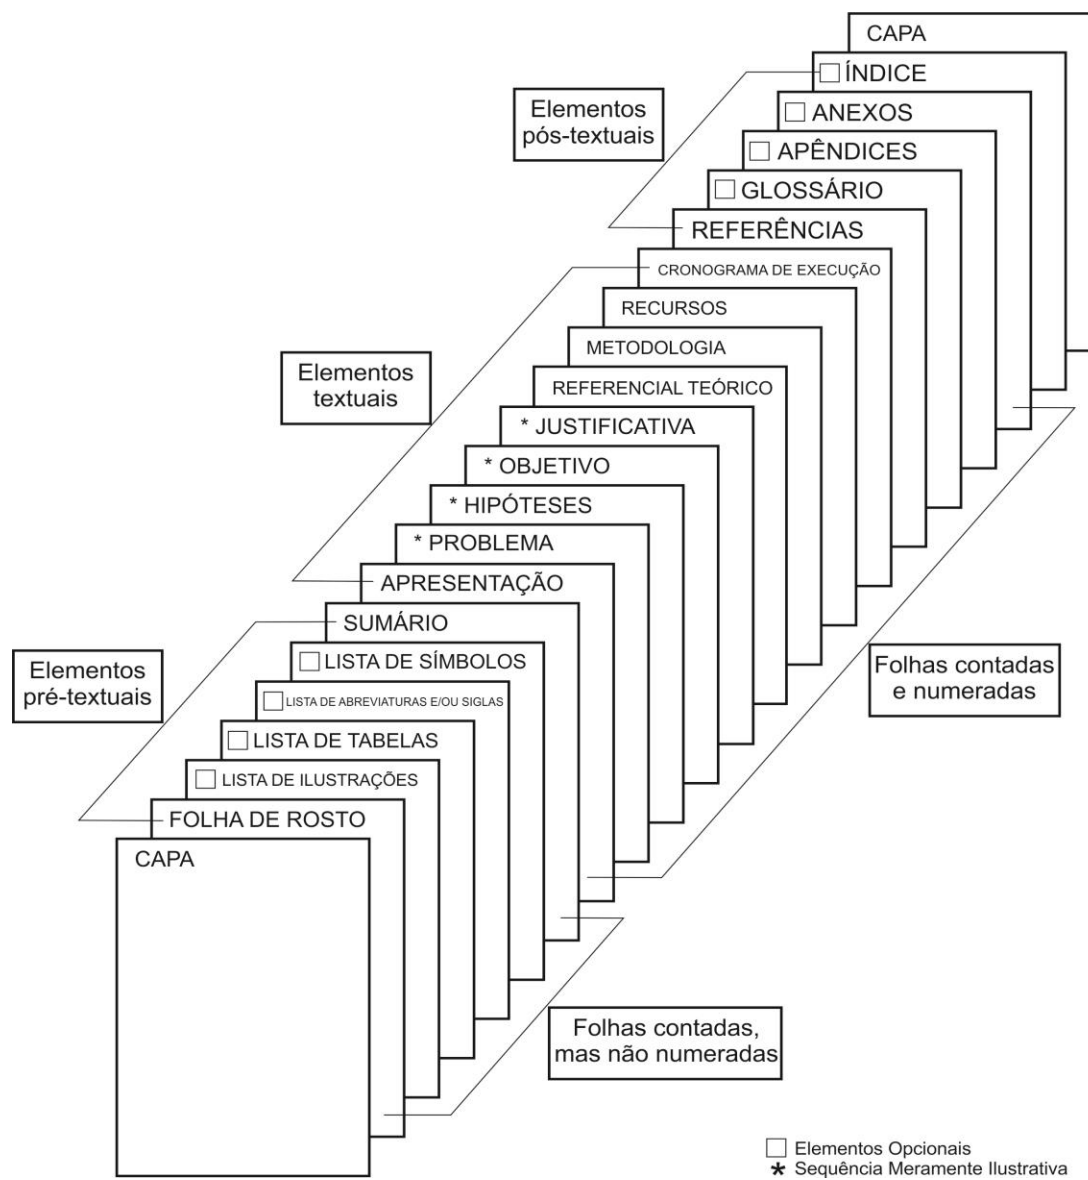 CAPA
ÍNDICE
Elementos
pós-textuais
ANEXOS
APÊNDICES
GLOSSÁRIO
REFERÊNCIAS
CRONOGRAMA DE EXECUÇÃO
RECURSOS
METODOLOGIA
Elementos
textuais
REFERENCIAL TEÓRICO
* JUSTIFICATIVA
* OBJETIVO
* HIPÓTESES
* PROBLEMA
APRESENTAÇÃO
SUMÁRIO
LISTA DE SÍMBOLOS
Elementos
pré-textuais
Folhas contadas
e numeradas
LISTA DE ABREVIATURAS E/OU SIGLAS
LISTA DE TABELAS
LISTA DE ILUSTRAÇÕES
FOLHA DE ROSTO
CAPA
Folhas contadas,
mas não numeradas
Elementos Opcionais
* Sequência Meramente Ilustrativa